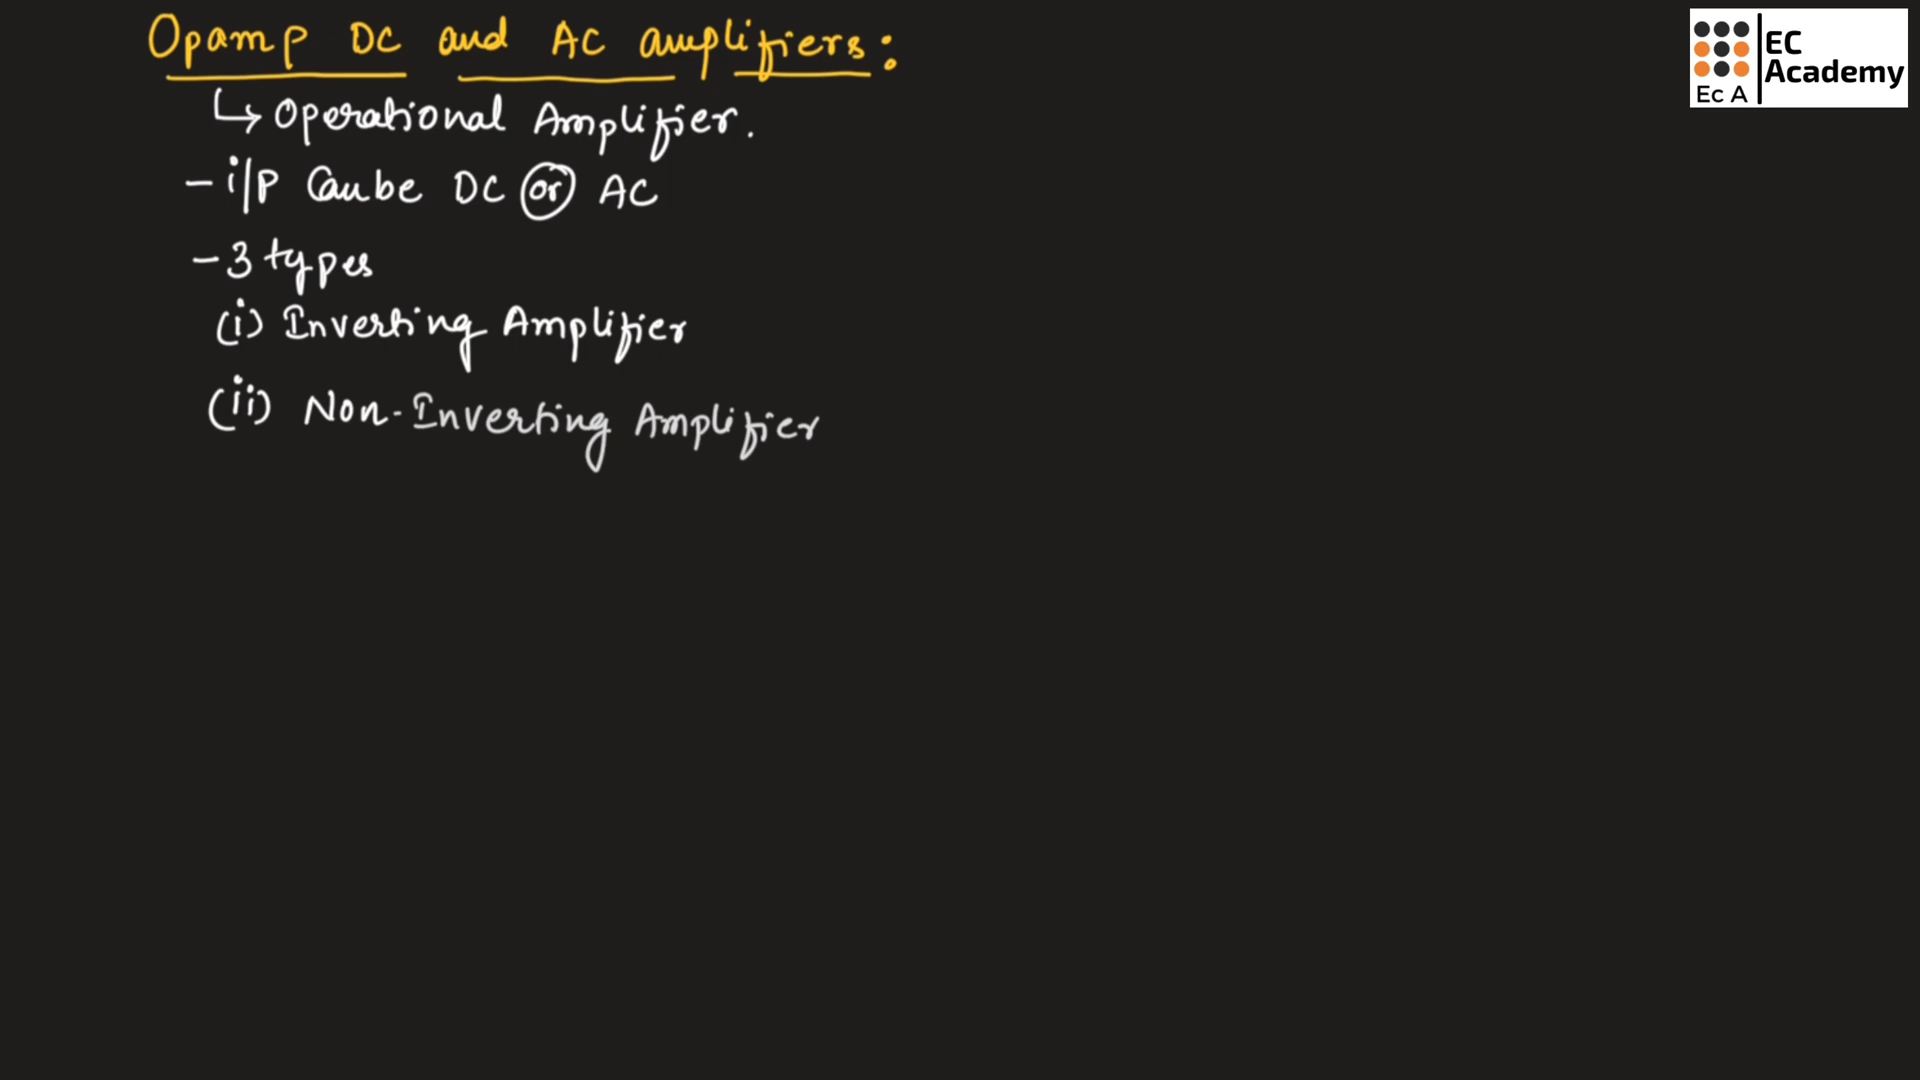 Opamp DC and AC amplifiers:
↳ Operational Amplifier.
- i/p Can be DC or AC
- 3 types
(i) Inverting Amplifier
(ii) Non-Inverting Amplifier
EC
Academy
Ec A